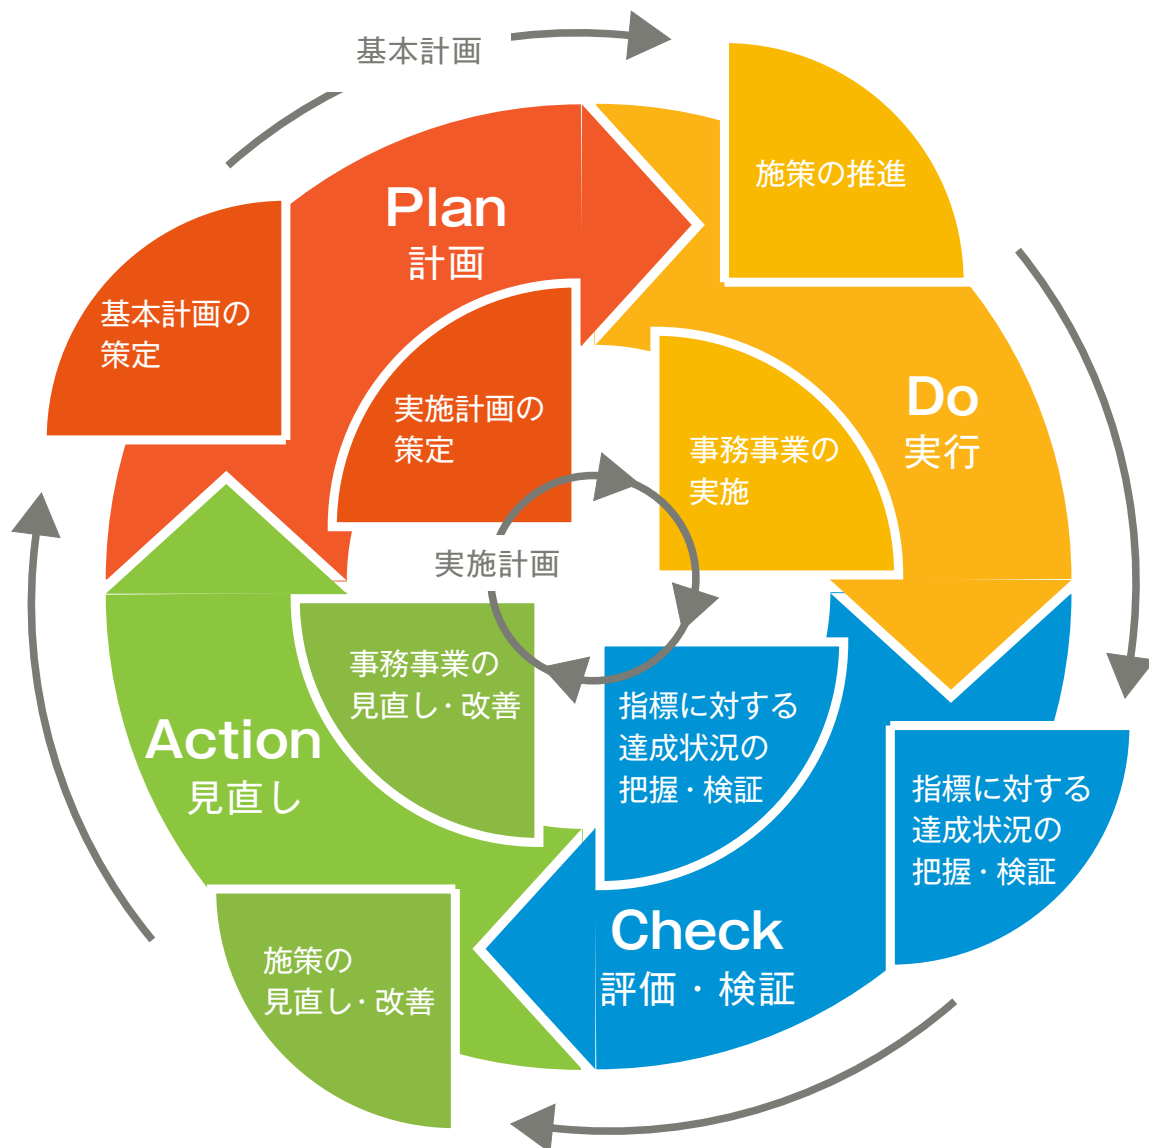 基本計画
施策の推進
Plan
計画
基本計画の
策定
実施計画の
策定
Do
実行
事務事業の
実施
実施計画
事務事業の
見直し・改善
指標に対する
達成状況の
把握・検証
Action
見直し
指標に対する
達成状況の
把握・検証
Check
評価・検証
施策の
見直し・改善